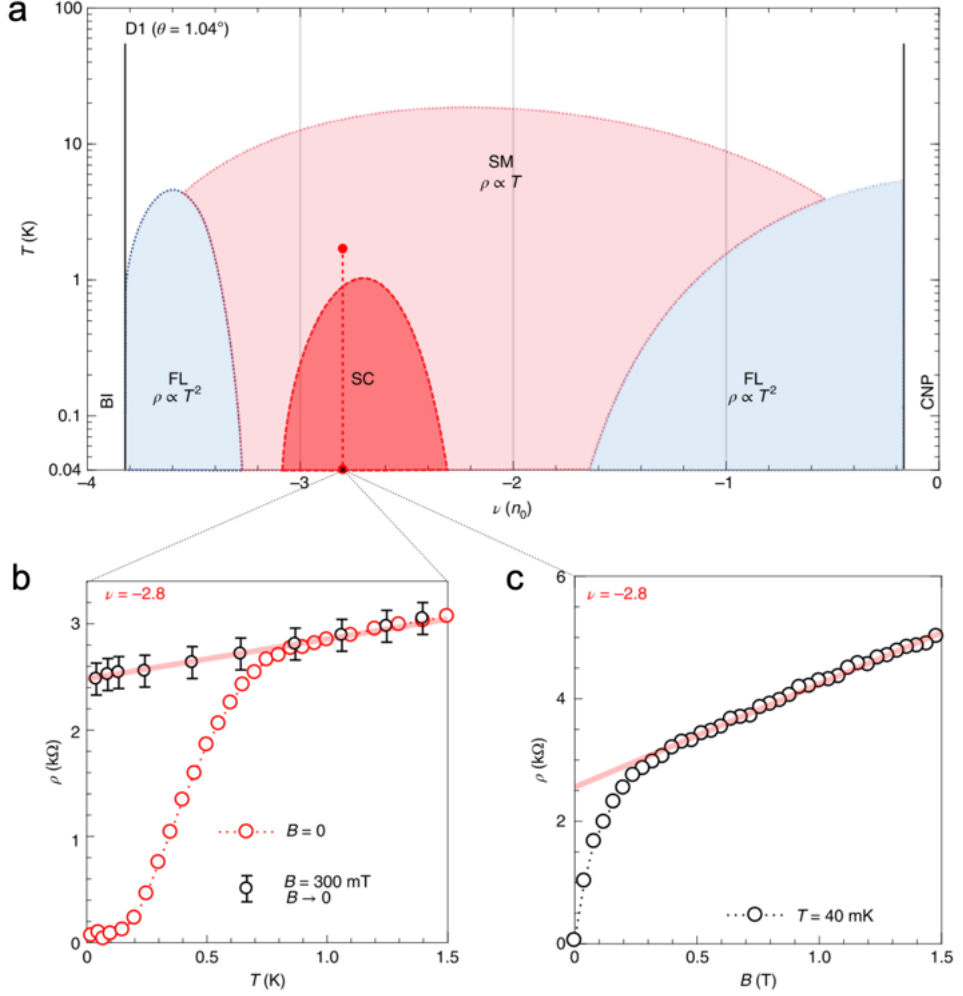 a
100
D1 (θ = 1.04°)
10
1
0.1
0.04
T (K)
SM
ρ ∝ T
SC
FL
ρ ∝ T²
FL
ρ ∝ T²
BI
CNP
−4
−3
−2
−1
0
ν (n₀)
b
ν = −2.8
3
2
1
0
ρ (kΩ)
B = 0
B = 300 mT
B → 0
0
0.5
1.0
1.5
T (K)
c
ν = −2.8
6
4
2
0
ρ (kΩ)
T = 40 mK
0
0.5
1.0
1.5
B (T)